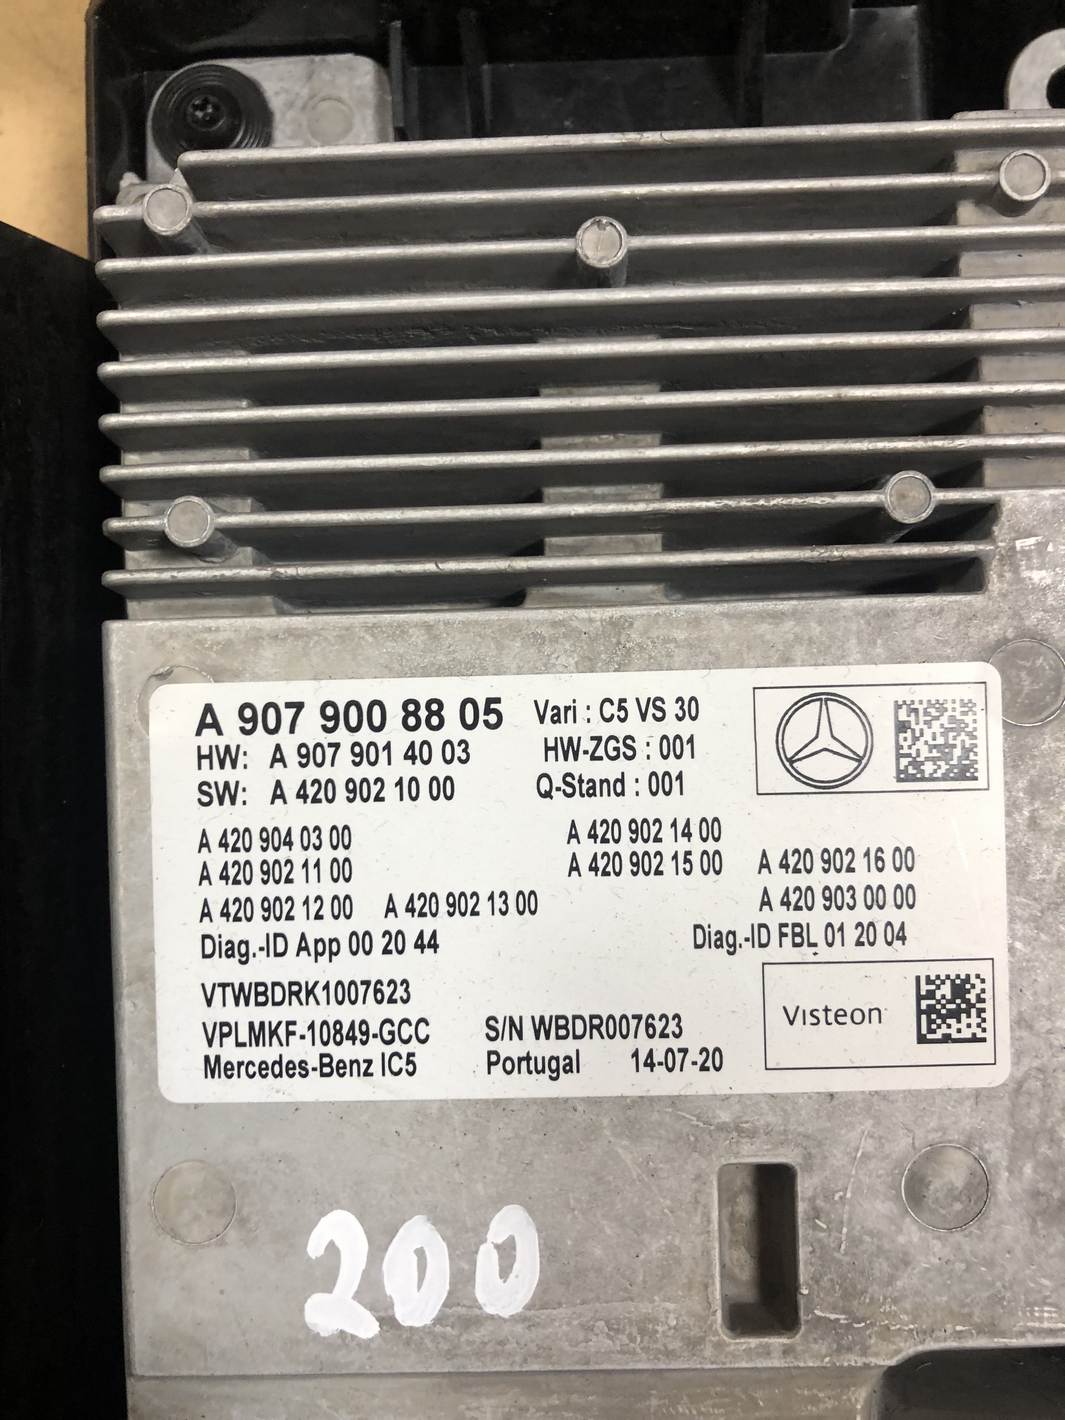 A 907 900 88 05 Vari : C5 VS 30
HW: A 907 901 40 03 HW-ZGS : 001
SW: A 420 902 10 00 Q-Stand : 001
A 420 904 03 00 A 420 902 14 00
A 420 902 11 00 A 420 902 15 00 A 420 902 16 00
A 420 902 12 00 A 420 902 13 00 A 420 903 00 00
Diag.-ID App 00 20 44 Diag.-ID FBL 01 20 04
VTWBDRK1007623
VPLMKF-10849-GCC S/N WBDR007623
Mercedes-Benz IC5 Portugal 14-07-20
Visteon
200